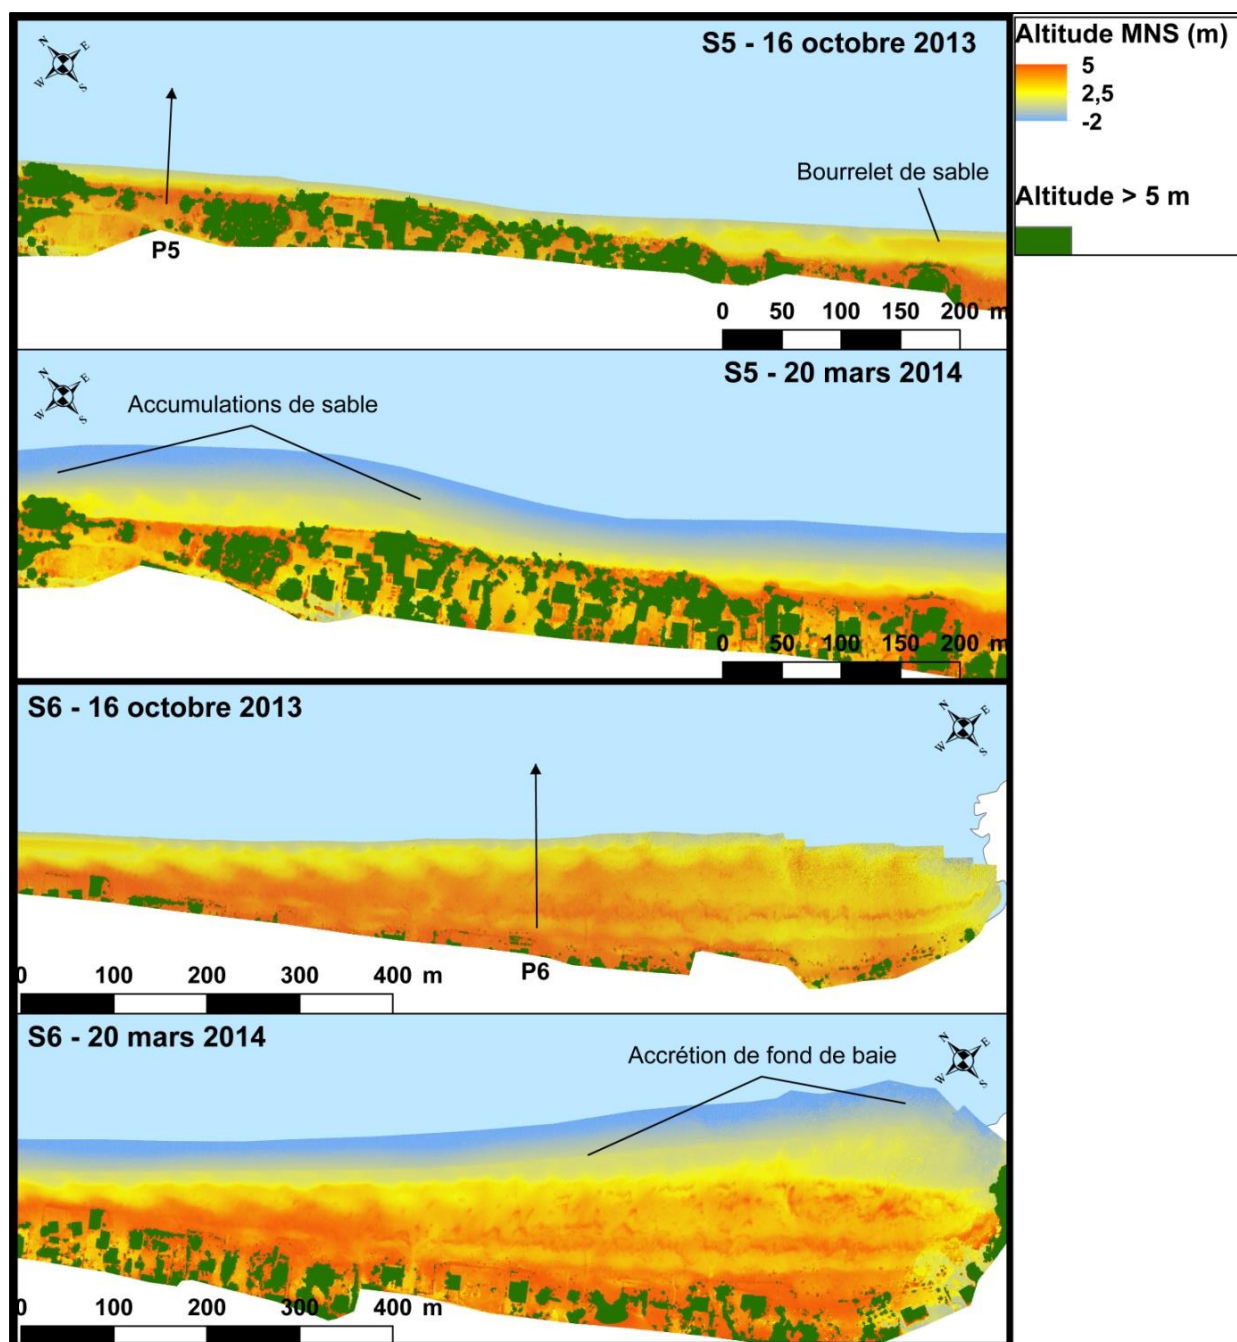 S5 - 16 octobre 2013
N E
W S
Bourrelet de sable
P5
0 50 100 150 200 m
Altitude MNS (m)
5
2,5
-2
Altitude > 5 m
S5 - 20 mars 2014
N E
W S
Accumulations de sable
0 50 100 150 200 m
S6 - 16 octobre 2013
N E
W S
P6
0 100 200 300 400 m
S6 - 20 mars 2014
N E
W S
Accrétion de fond de baie
0 100 200 300 400 m